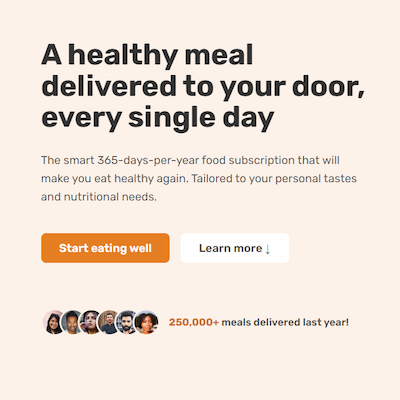 A healthy meal
delivered to your door,
every single day
The smart 365-days-per-year food subscription that will
make you eat healthy again. Tailored to your personal tastes
and nutritional needs.
Start eating well
Learn more ↓
250,000+ meals delivered last year!